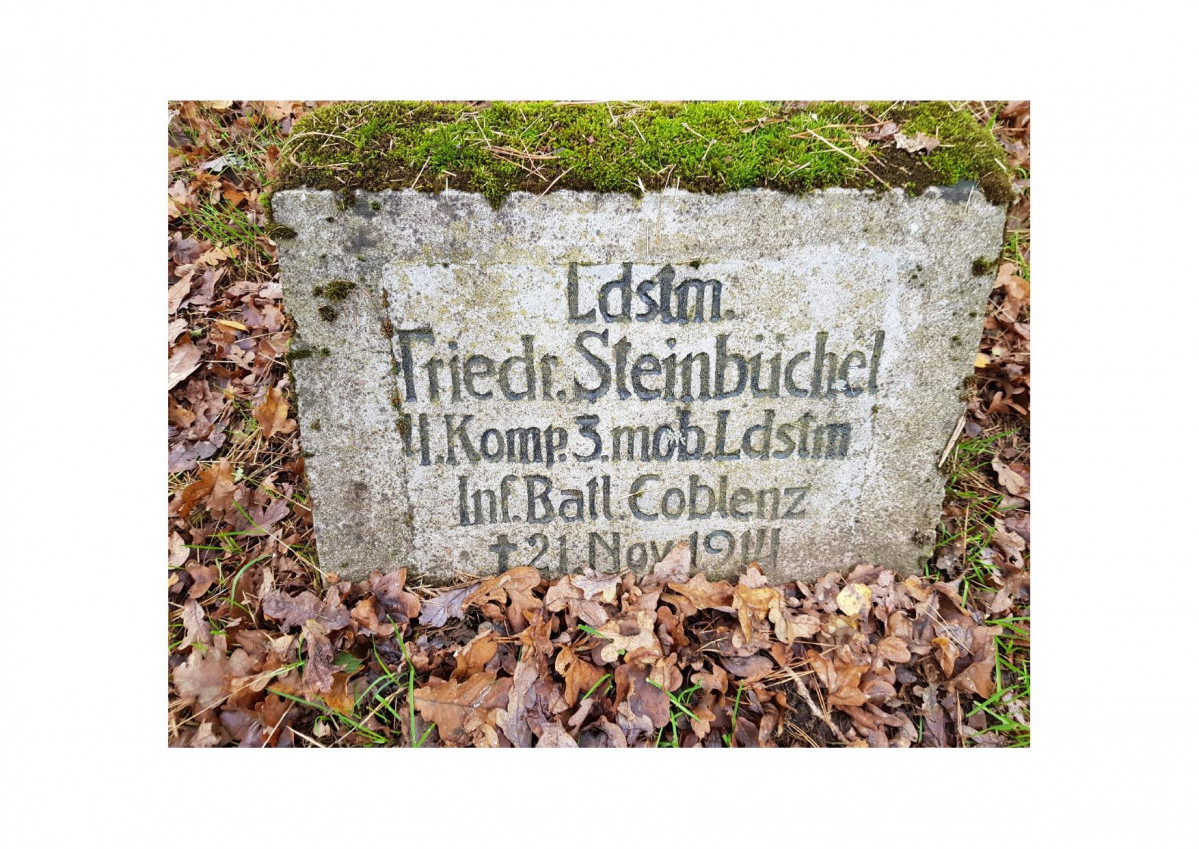 Ldstm.
Friedr. Steinbüchel
4. Komp. 3. mob. Ldstm
Inf. Batl Coblenz
† 21. Nov 1914